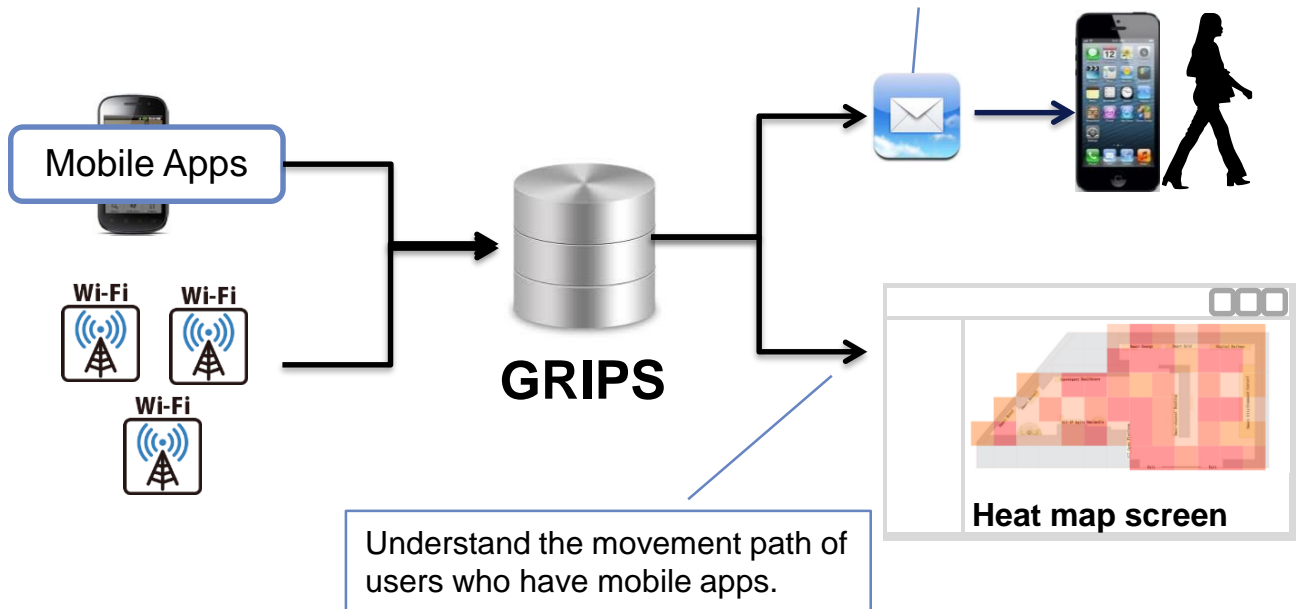 Mobile Apps
Wi-Fi
Wi-Fi
Wi-Fi
GRIPS
Heat map screen
Understand the movement path of
users who have mobile apps.